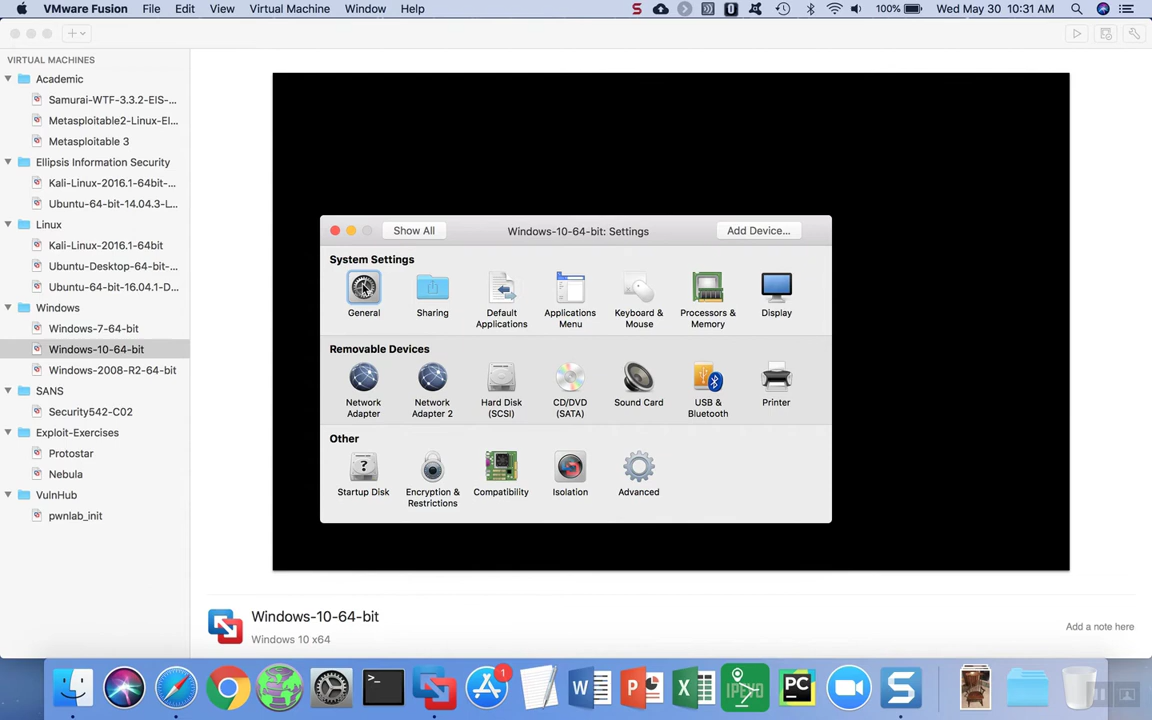 VMware Fusion File Edit View Virtual Machine Window Help 100% Wed May 30 10:31 AM
VIRTUAL MACHINES
Academic
Samurai-WTF-3.3.2-EIS-...
Metasploitable2-Linux-EI...
Metasploitable 3
Ellipsis Information Security
Kali-Linux-2016.1-64bit-...
Ubuntu-64-bit-14.04.3-L...
Linux
Kali-Linux-2016.1-64bit
Ubuntu-Desktop-64-bit-...
Ubuntu-64-bit-16.04.1-D...
Windows
Windows-7-64-bit
Windows-10-64-bit
Windows-2008-R2-64-bit
SANS
Security542-C02
Exploit-Exercises
Protostar
Nebula
VulnHub
pwnlab_init
Show All Windows-10-64-bit: Settings Add Device...
System Settings
General Sharing Default Applications Keyboard & Processors & Display
Applications Menu Mouse Memory
Removable Devices
Network Network Hard Disk CD/DVD Sound Card USB & Printer
Adapter Adapter 2 (SCSI) (SATA) Bluetooth
Other
Startup Disk Encryption & Compatibility Isolation Advanced
Restrictions
Windows-10-64-bit
Windows 10 x64
Add a note here